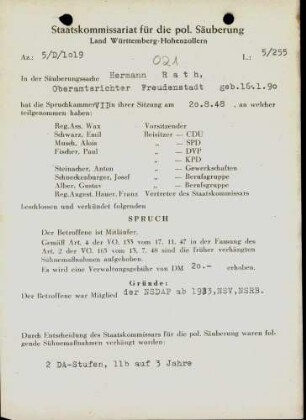 Staatskommissariat für die pol. Säuberung
Land Württemberg-Hohenzollern
Az.: 5/D/1019
L.: 5/255
021
In der Säuberungssache Hermann Rath,
Oberamtsrichter Freudenstadt geb.16.1.90
hat die Spruchkammer VIB in ihrer Sitzung am 20.8.48 , an welcher
teilgenommen haben:
Reg.Ass. Wax Vorsitzender
Schwarz, Emil Beisitzer – CDU
Mosch, Alois „ – SPD
Fischer, Paul „ – DVP
„ – KPD
Steinacher, Anton „ – Gewerkschaften
Schneckenburger, Josef „ – Berufsgruppe
Alber, Gustav „ – Berufsgruppe
Reg.Angest. Hauer, Franz Vertreter des Staatskommissars
beschlossen und verkündet folgenden
SPRUCH
Der Betroffene ist Mitläufer.
Gemäß Art. 4 der VO. 133 vom 17. 11. 47 in der Fassung des
Art. 2 der VO. 165 vom 13. 7. 48 sind die früher verhängten
Sühnemaßnahmen aufgehoben.
Es wird eine Verwaltungsgebühr von DM 20.- erhoben.
Gründe:
Der Betroffene war Mitglied der NSDAP ab 1933,NSV,NSRB.
Durch Entscheidung des Staatskommissars für die pol. Säuberung waren folgende
Sühnemaßnahmen verhängt worden:
2 DA-Stufen, 11b auf 3 Jahre